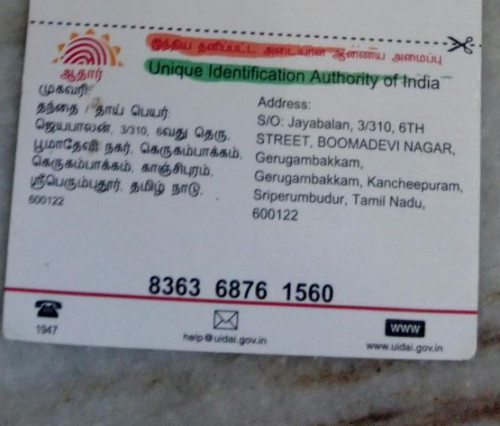 இந்திய தனிப்பட்ட அடையாள ஆணைய அமைப்பு
ஆதார்
Unique Identification Authority of India
முகவரி:
தந்தை / தாய் பெயர்:
ஜெயபாலன், 3/310, 6வது தெரு,
பூமாதேவி நகர், கெருகம்பாக்கம்,
கெருகம்பாக்கம், காஞ்சிபுரம்,
ஸ்ரீபெரும்புதூர், தமிழ் நாடு,
600122
Address:
S/O: Jayabalan, 3/310, 6TH
STREET, BOOMADEVI NAGAR,
Gerugambakkam,
Gerugambakkam, Kancheepuram,
Sriperumbudur, Tamil Nadu,
600122
8363 6876 1560
1947
help@uidai.gov.in
www
www.uidai.gov.in